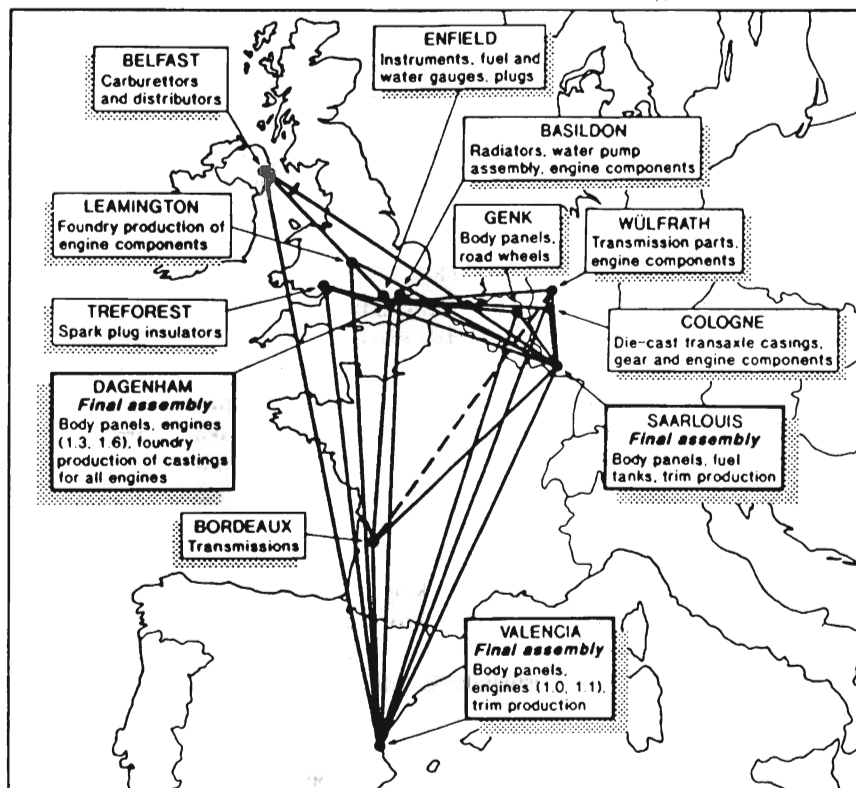 BELFAST
Carburettors
and distributors
ENFIELD
Instruments, fuel and
water gauges, plugs
BASILDON
Radiators, water pump
assembly, engine components
LEAMINGTON
Foundry production of
engine components
GENK
Body panels,
road wheels
WÜLFRATH
Transmission parts,
engine components
TREFOREST
Spark plug insulators
COLOGNE
Die-cast transaxle casings,
gear and engine components
DAGENHAM
Final assembly
Body panels, engines
(1.3, 1.6), foundry
production of castings
for all engines
SAARLOUIS
Final assembly
Body panels, fuel
tanks, trim production
BORDEAUX
Transmissions
VALENCIA
Final assembly
Body panels,
engines (1.0, 1.1),
trim production